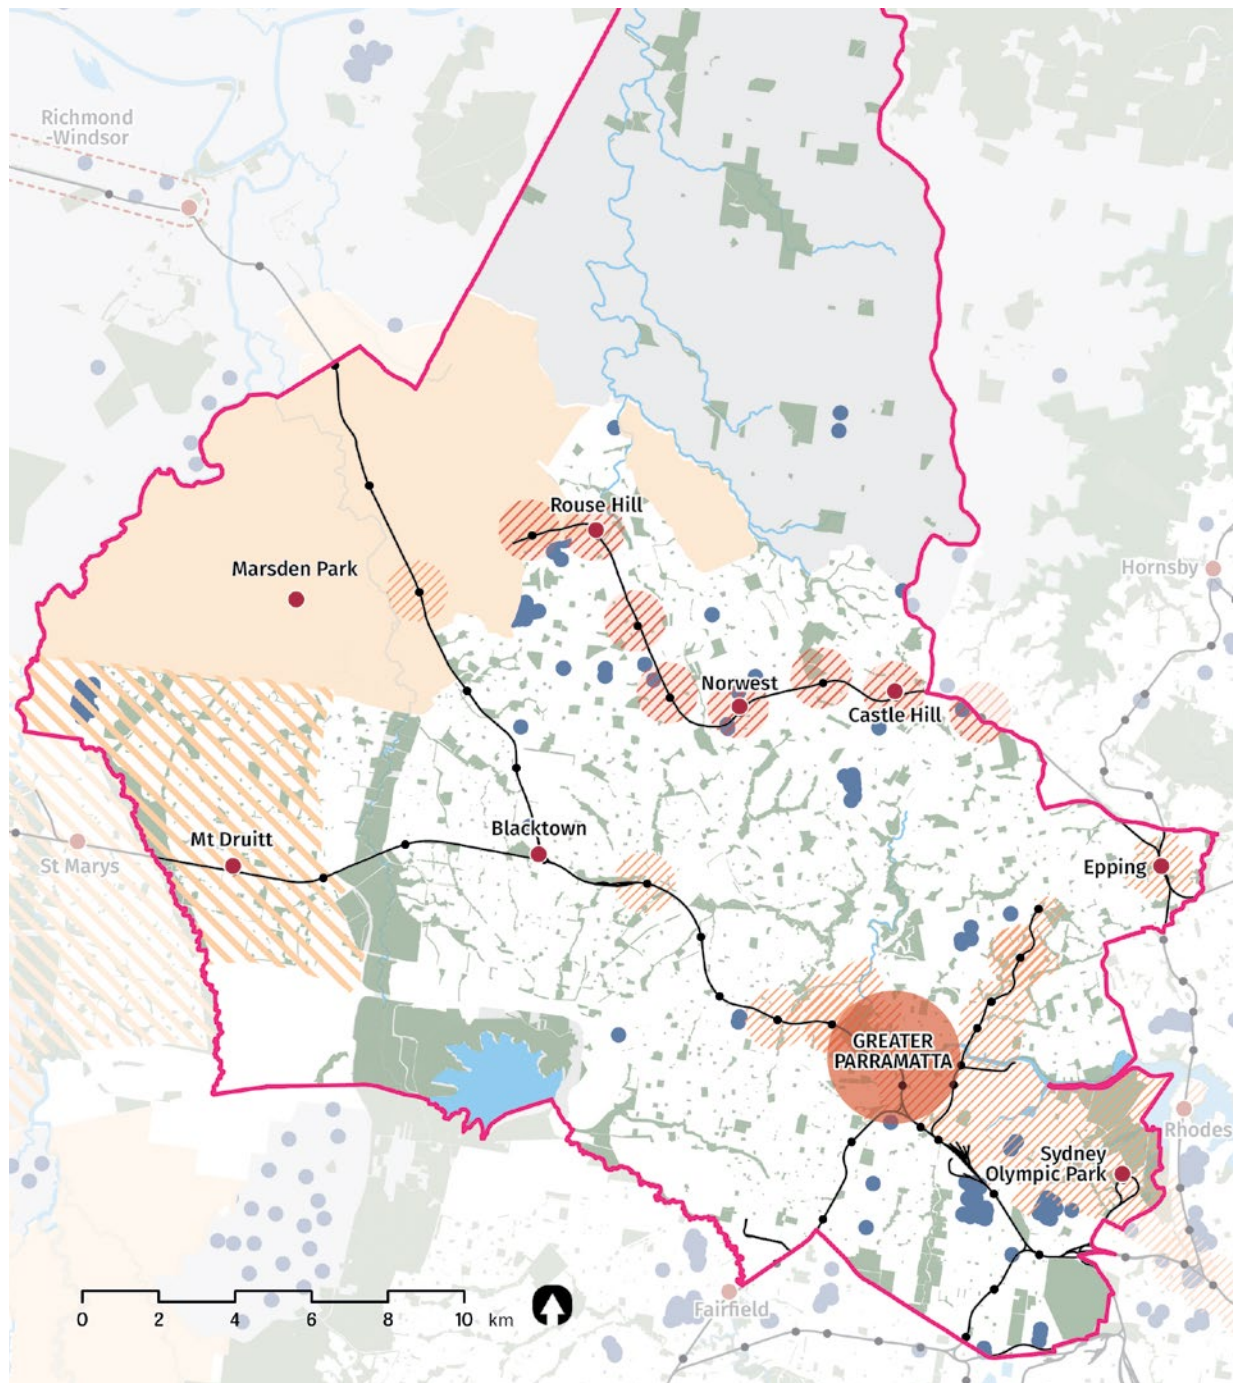 Richmond
-Windsor
Rouse Hill
Marsden Park
Hornsby
Norwest
Castle Hill
Blacktown
Mt Druitt
St Marys
Epping
GREATER
PARRAMATTA
Rhodes
Sydney
Olympic Park
Fairfield
0 2 4 6 8 10 km